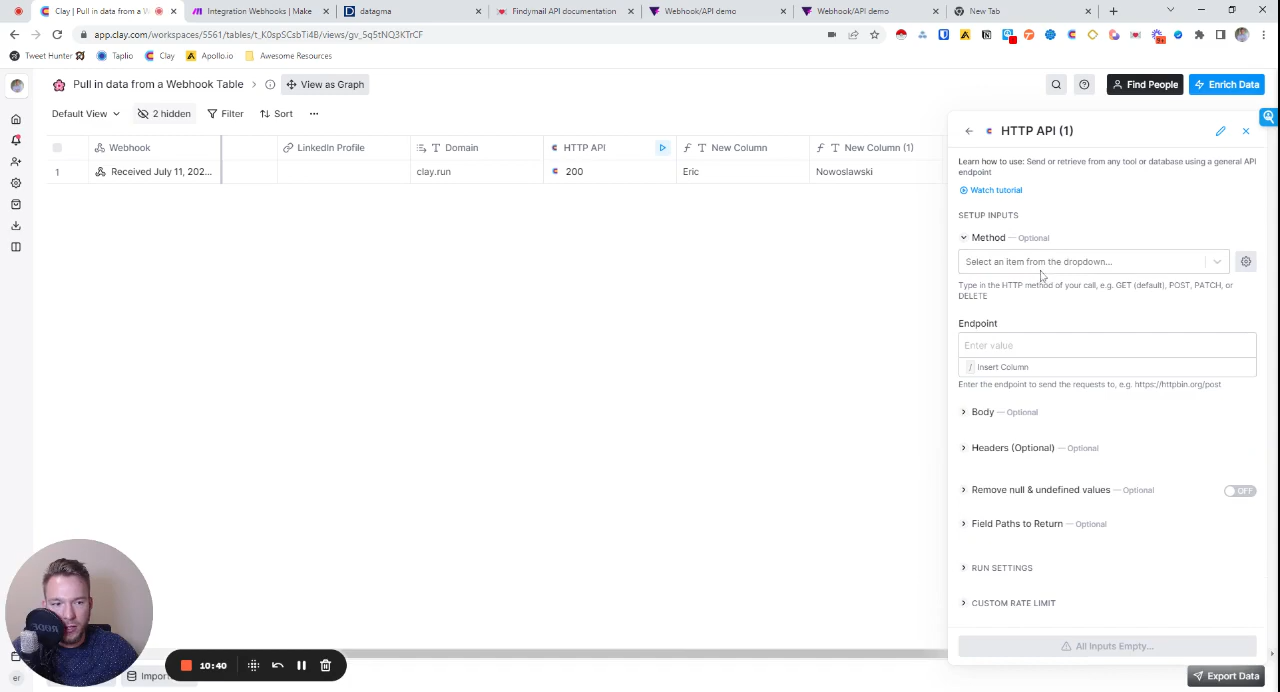 Clay | Pull in data from a W
Integration Webhooks | Make
datagma
Findymail API documentation
Webhook/API demo
Webhook/API demo
New Tab
app.clay.com/workspaces/5561/tables/t_K0spSCsbTi4B/views/gv_5q5tNQ3KTrCF
Tweet Hunter
Taplio
Clay
Apollo.io
Awesome Resources
Pull in data from a Webhook Table
View as Graph
Find People
Enrich Data
Default View
2 hidden
Filter
Sort
Webhook
LinkedIn Profile
Domain
HTTP API
New Column
New Column (1)
1
Received July 11, 202...
clay.run
200
Eric
Nowoslawski
HTTP API (1)
Learn how to use: Send or retrieve from any tool or database using a general API
endpoint
Watch tutorial
SETUP INPUTS
Method — Optional
Select an item from the dropdown...
Type in the HTTP method of your call, e.g. GET (default), POST, PATCH, or
DELETE
Endpoint
Enter value
Insert Column
Enter the endpoint to send the requests to, e.g. https://httpbin.org/post
Body — Optional
Headers (Optional) — Optional
Remove null & undefined values — Optional
OFF
Field Paths to Return — Optional
RUN SETTINGS
CUSTOM RATE LIMIT
All Inputs Empty...
RODE
10:40
Import
er
Export Data